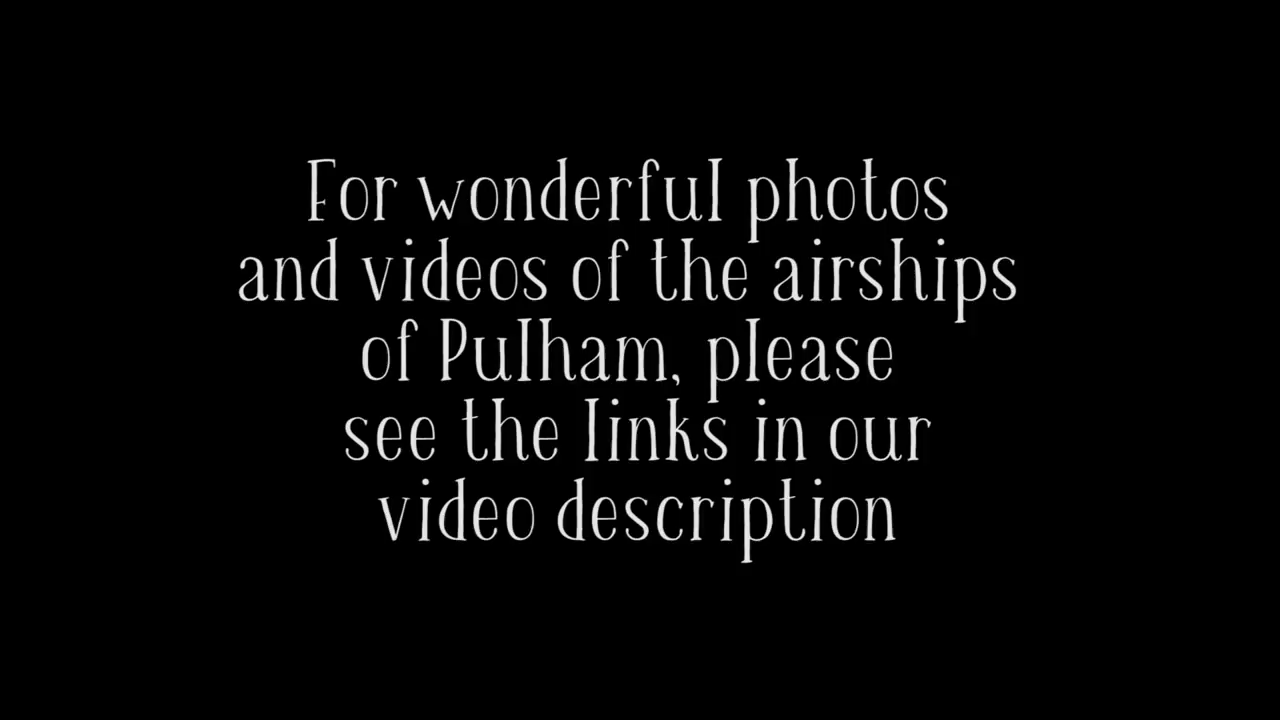 For wonderful photos
and videos of the airships
of Pulham, please
see the links in our
video description